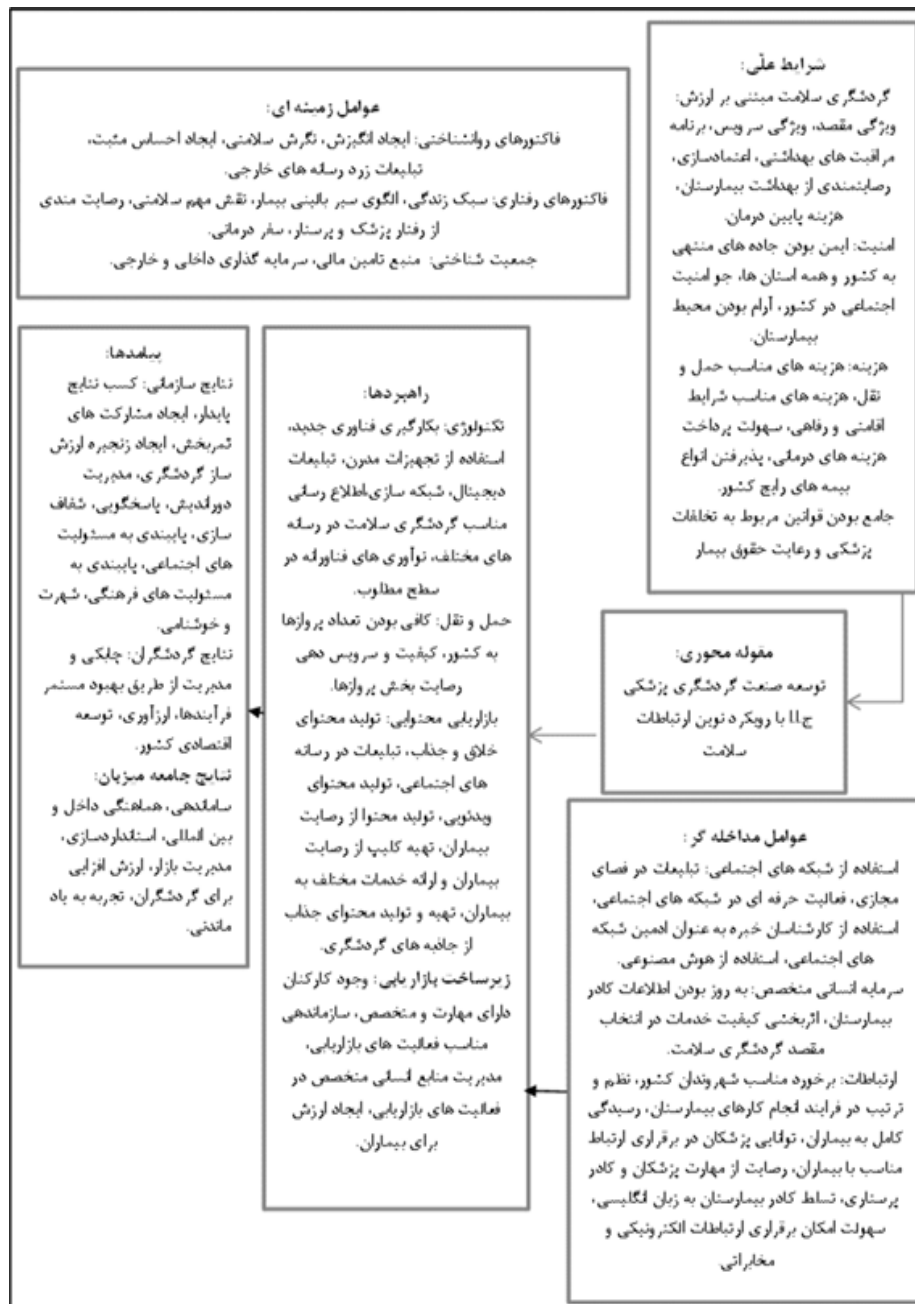 شرایط علّی:
گردشگری سلامت مبتنی بر ارزش:
ویژگی مقصد، ویژگی سرویس، برنامه
مراقبت های بهداشتی، اعتمادسازی،
رضایتمندی از بهداشت بیمارستان،
هزینه پایین درمان.
امنیت: ایمن بودن جاده های منتهی
به کشور و همه استان ها، جو امنیت
اجتماعی در کشور، آرام بودن محیط
بیمارستان.
هزینه: هزینه های مناسب حمل و
نقل، هزینه های مناسب شرایط
اقامتی و رفاهی، سهولت پرداخت
هزینه های درمانی، پذیرفتن انواع
بیمه های رایج کشور.
جامع بودن قوانین مربوط به تخلفات
پزشکی و رعایت حقوق بیمار
عوامل زمینه ای:
فاکتورهای روانشناختی: ایجاد انگیزش، نگرش سلامتی، ایجاد احساس مثبت،
تبلیغات زرد رسانه های خارجی.
فاکتورهای رفتاری: سبک زندگی، الگوی سیر بالینی بیمار، نقش مهم سلامتی، رضایت مندی
از رفتار پزشک و پرستار، سفر درمانی.
جمعیت شناختی: منبع تامین مالی، سرمایه گذاری داخلی و خارجی.
مقوله محوری:
توسعه صنعت گردشگری پزشکی
ج.ا.ا با رویکرد نوین ارتباطات
سلامت
عوامل مداخله گر:
استفاده از شبکه های اجتماعی: تبلیغات در فضای
مجازی، فعالیت حرفه ای در شبکه های اجتماعی،
استفاده از کارشناسان خبره به عنوان ادمین شبکه
های اجتماعی، استفاده از هوش مصنوعی.
سرمایه انسانی متخصص: به روز بودن اطلاعات کادر
بیمارستان، اثربخشی کیفیت خدمات در انتخاب
مقصد گردشگری سلامت.
ارتباطات: برخورد مناسب شهروندان کشور، نظم و
ترتیب در فرایند انجام کارهای بیمارستان، رسیدگی
کامل به بیماران، توانایی پزشکان در برقراری ارتباط
مناسب با بیماران، رضایت از مهارت پزشکان و کادر
پرستاری، تسلط کادر بیمارستان به زبان انگلیسی،
سهولت امکان برقراری ارتباطات الکترونیکی و
مخابراتی.
راهبردها:
تکنولوژی: بکارگیری فناوری جدید،
استفاده از تجهیزات مدرن، تبلیغات
دیجیتال، شبکه سازی.اطلاع رسانی
مناسب گردشگری سلامت در رسانه
های مختلف، نوآوری های فناورانه در
سطح مطلوب.
حمل و نقل: کافی بودن تعداد پروازها
به کشور، کیفیت و سرویس دهی
رضایت بخش پروازها.
بازاریابی محتوایی: تولید محتوای
خلاق و جذاب، تبلیغات در رسانه
های اجتماعی، تولید محتوای
ویدئویی، تولید محتوا از رضایت
بیماران، تهیه کلیپ از رضایت
بیماران و ارائه خدمات مختلف به
بیماران، تهیه و تولید محتوای جذاب
از جاذبه های گردشگری.
زیرساخت بازاریابی: وجود کارکنان
دارای مهارت و متخصص، سازماندهی
مناسب فعالیت های بازاریابی،
مدیریت منابع انسانی متخصص در
فعالیت های بازاریابی، ایجاد ارزش
برای بیماران.
پیامدها:
نتایج سازمانی: کسب نتایج
پایدار، ایجاد مشارکت های
ثمربخش، ایجاد زنجیره ارزش
ساز گردشگری، مدیریت
دوراندیش، پاسخگویی، شفاف
سازی، پایبندی به مسئولیت
های اجتماعی، پایبندی به
مسئولیت های فرهنگی، شهرت
و خوشنامی.
نتایج گردشگران: چابکی و
مدیریت از طریق بهبود مستمر
فرآیندها، ارزآوری، توسعه
اقتصادی کشور.
نتایج جامعه میزبان:
ساماندهی، هماهنگی داخل و
بین المللی، استانداردسازی،
مدیریت بازار، ارزش افزایی
برای گردشگران، تجربه به یاد
ماندنی.